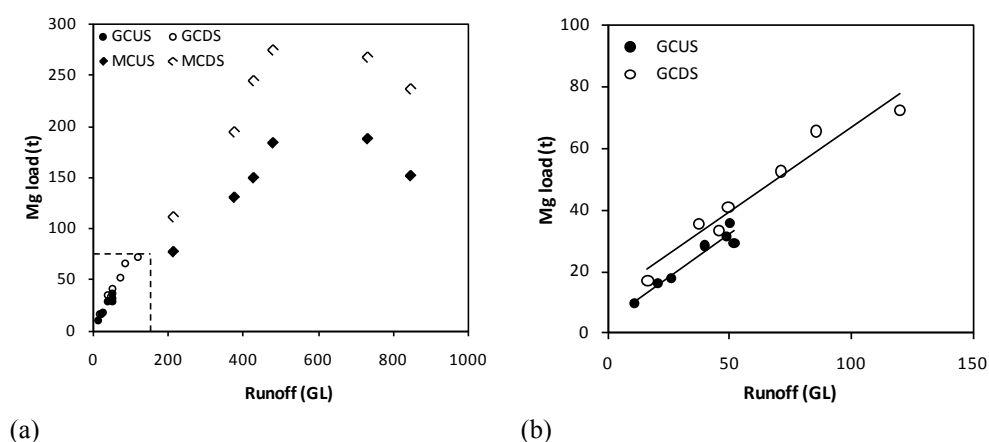 300
250
200
150
100
50
0
Mg load (t)
GCUS GCDS
MCUS MCDS
0 200 400 600 800 1000
Runoff (GL)
(a)
100
80
60
40
20
0
Mg load (t)
GCUS
GCDS
0 50 100 150
Runoff (GL)
(b)